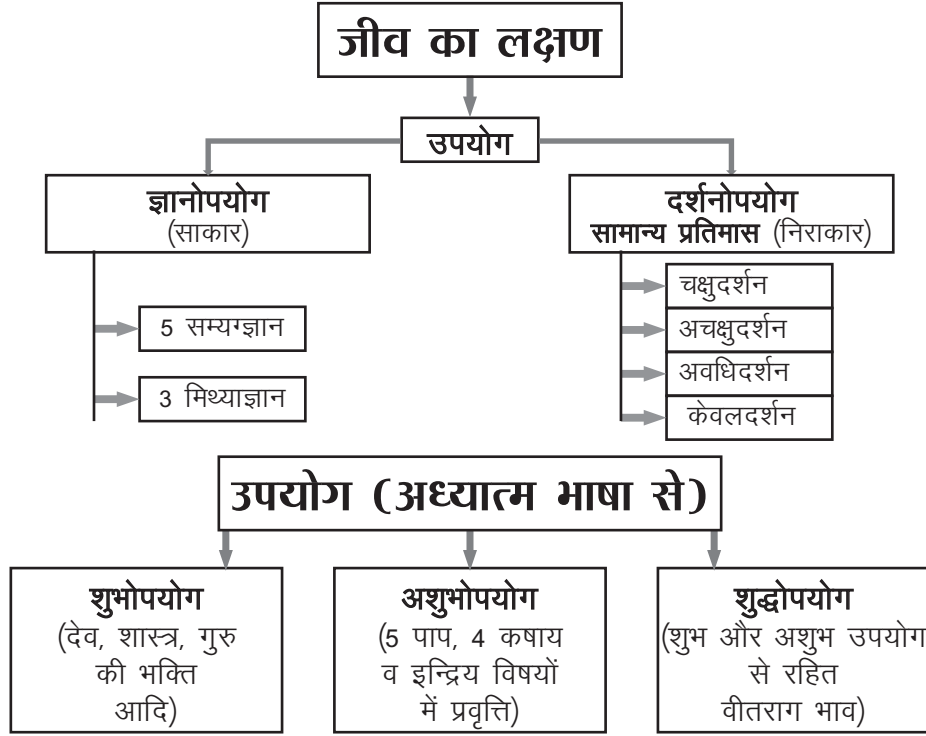 जीव का लक्षण
उपयोग
ज्ञानोपयोग
(साकार)
5 सम्यग्ज्ञान
3 मिथ्याज्ञान
दर्शनोपयोग
सामान्य प्रतिमास (निराकार)
चक्षुदर्शन
अचक्षुदर्शन
अवधिदर्शन
केवलदर्शन
उपयोग (अध्यात्म भाषा से)
शुभोपयोग
(देव, शास्त्र, गुरु
की भक्ति
आदि)
अशुभोपयोग
(5 पाप, 4 कषाय
व इन्द्रिय विषयों
में प्रवृत्ति)
शुद्धोपयोग
(शुभ और अशुभ उपयोग
से रहित
वीतराग भाव)